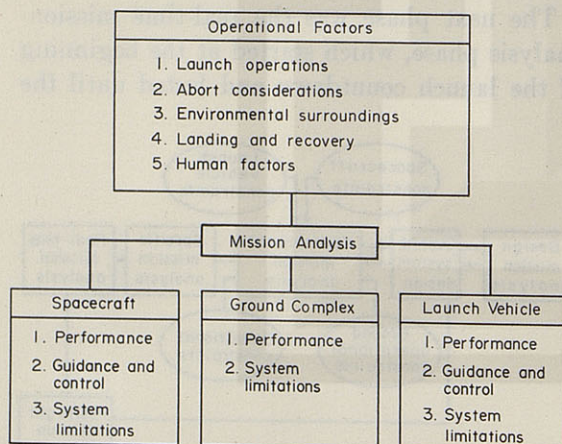 Operational Factors
1. Launch operations
2. Abort considerations
3. Environmental surroundings
4. Landing and recovery
5. Human factors
Mission Analysis
Spacecraft
1. Performance
2. Guidance and
control
3. System
limitations
Ground Complex
1. Performance
2. System
limitations
Launch Vehicle
1. Performance
2. Guidance and
control
3. System
limitations